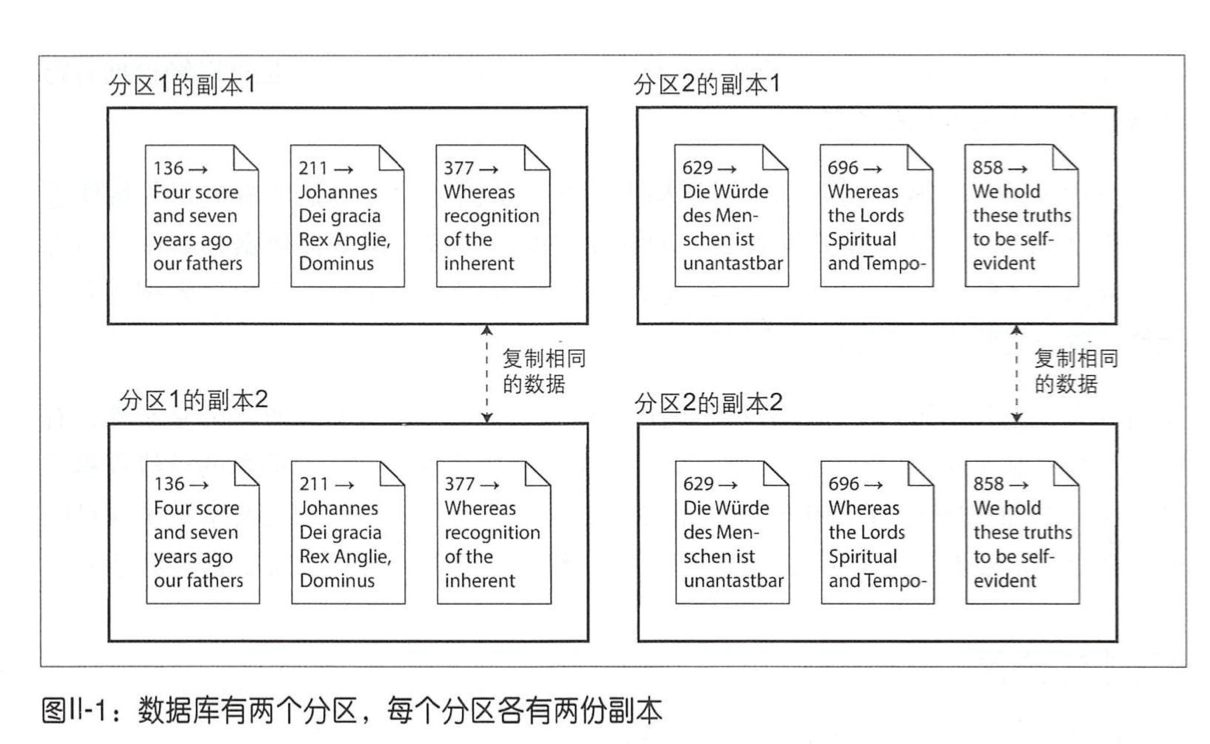 分区1的副本1
136 →
Four score
and seven
years ago
our fathers
211 →
Johannes
Dei gracia
Rex Anglie,
Dominus
377 →
Whereas
recognition
of the
inherent
分区2的副本1
629 →
Die Würde
des Men-
schen ist
unantastbar
696 →
Whereas
the Lords
Spiritual
and Tempo-
858 →
We hold
these truths
to be self-
evident
复制相同
的数据
复制相同
的数据
分区1的副本2
136 →
Four score
and seven
years ago
our fathers
211 →
Johannes
Dei gracia
Rex Anglie,
Dominus
377 →
Whereas
recognition
of the
inherent
分区2的副本2
629 →
Die Würde
des Men-
schen ist
unantastbar
696 →
Whereas
the Lords
Spiritual
and Tempo-
858 →
We hold
these truths
to be self-
evident
图II-1：数据库有两个分区，每个分区各有两份副本